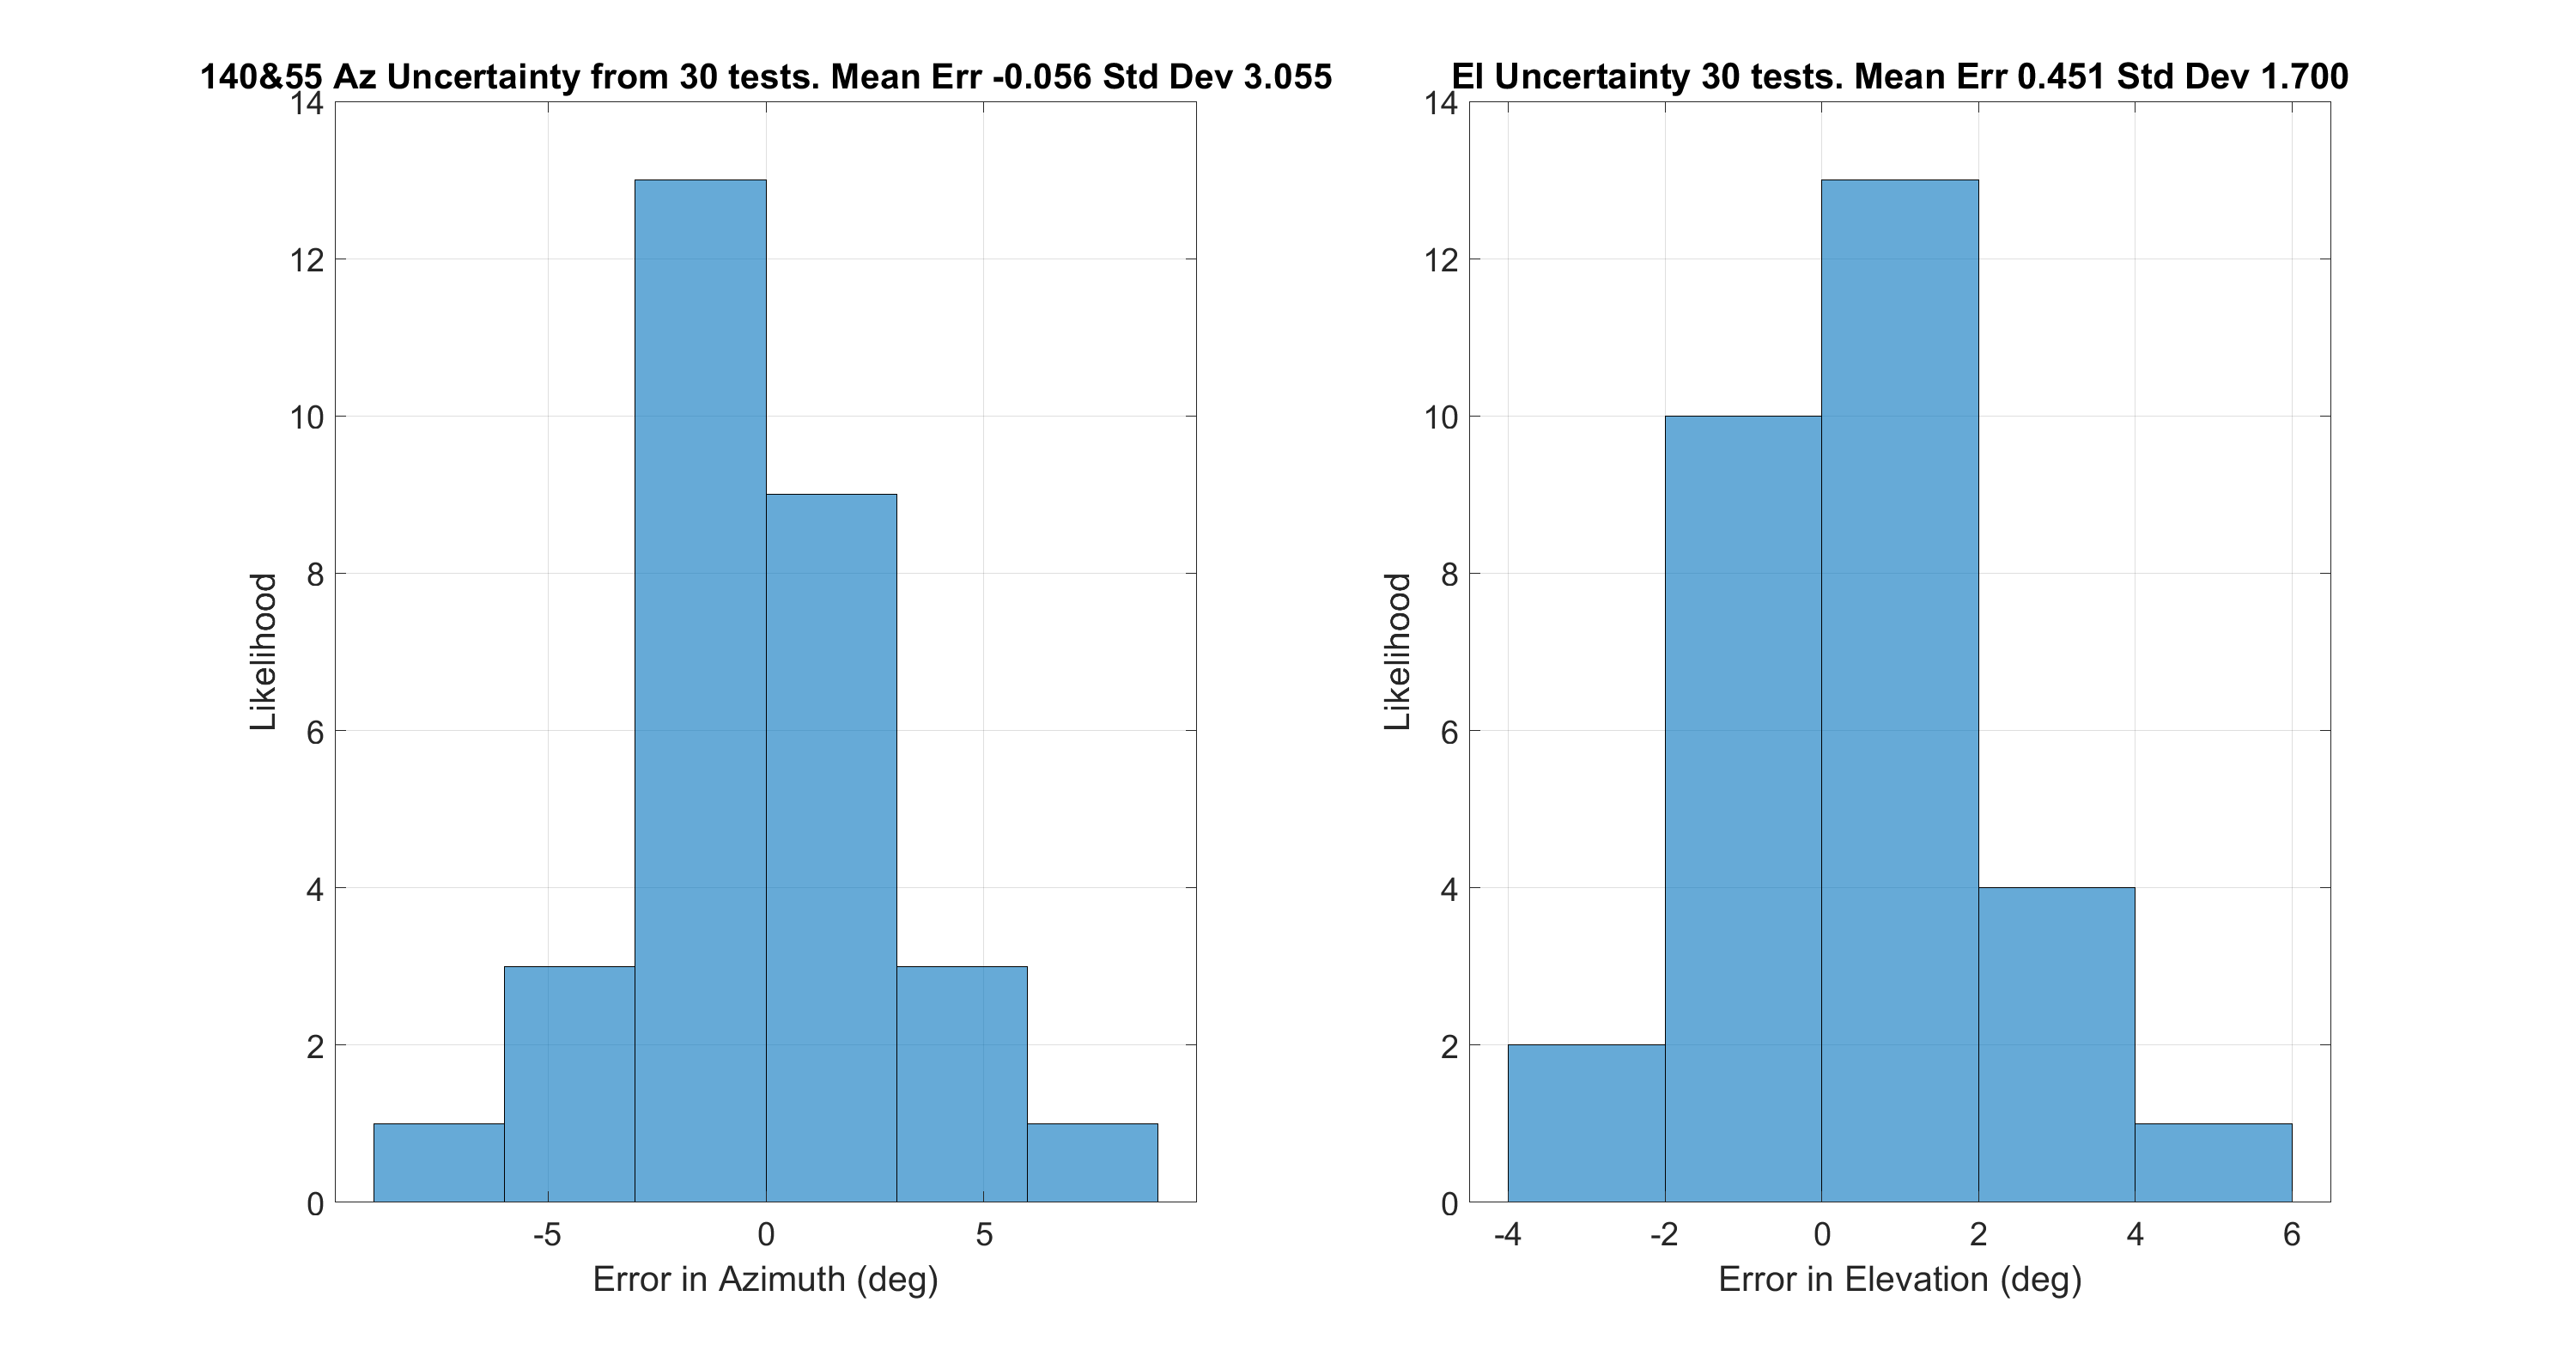 140&55 Az Uncertainty from 30 tests. Mean Err -0.056 Std Dev 3.055
14
12
10
8
6
4
2
0
Likelihood
-5 0 5
Error in Azimuth (deg)
El Uncertainty 30 tests. Mean Err 0.451 Std Dev 1.700
14
12
10
8
6
4
2
0
Likelihood
-4 -2 0 2 4 6
Error in Elevation (deg)